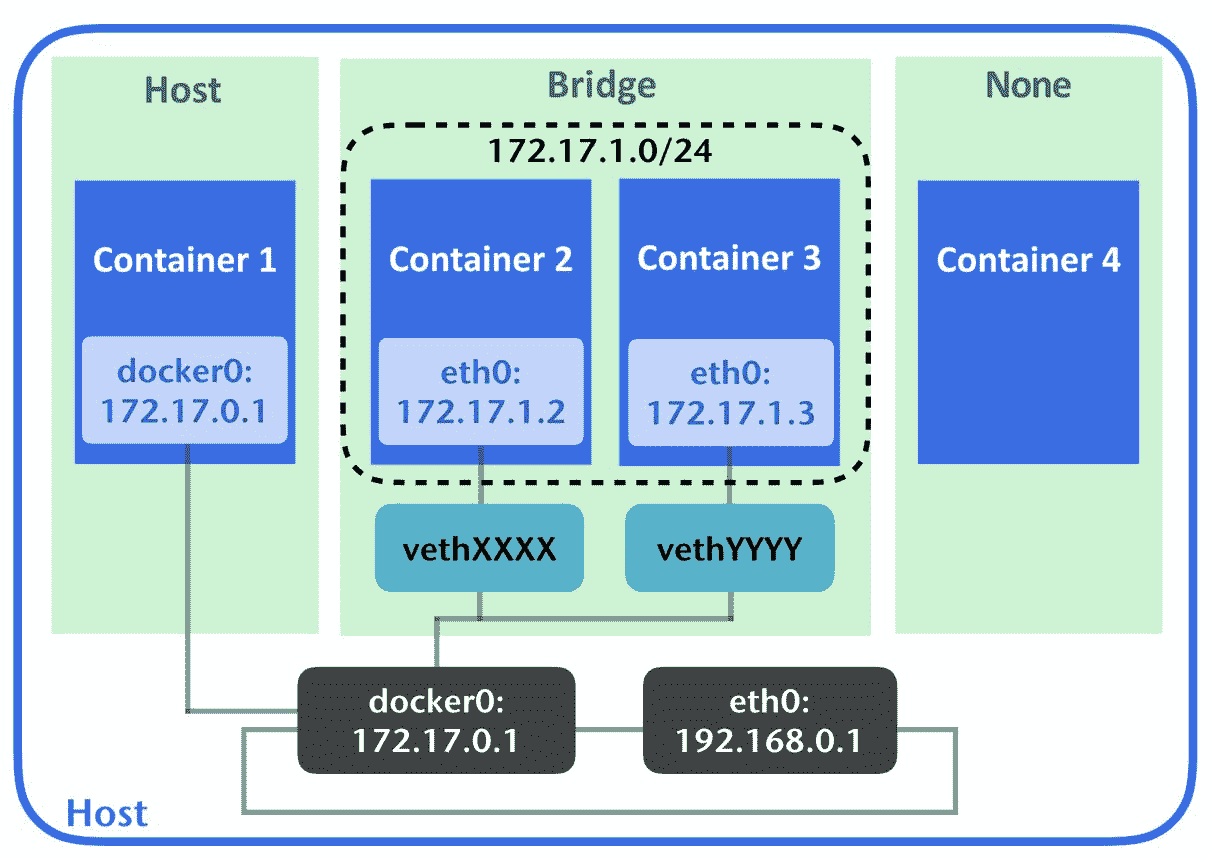 Host
Bridge
None
172.17.1.0/24
Container 1
Container 2
Container 3
Container 4
docker0:
172.17.0.1
eth0:
172.17.1.2
eth0:
172.17.1.3
vethXXXX
vethYYYY
docker0:
172.17.0.1
eth0:
192.168.0.1
Host